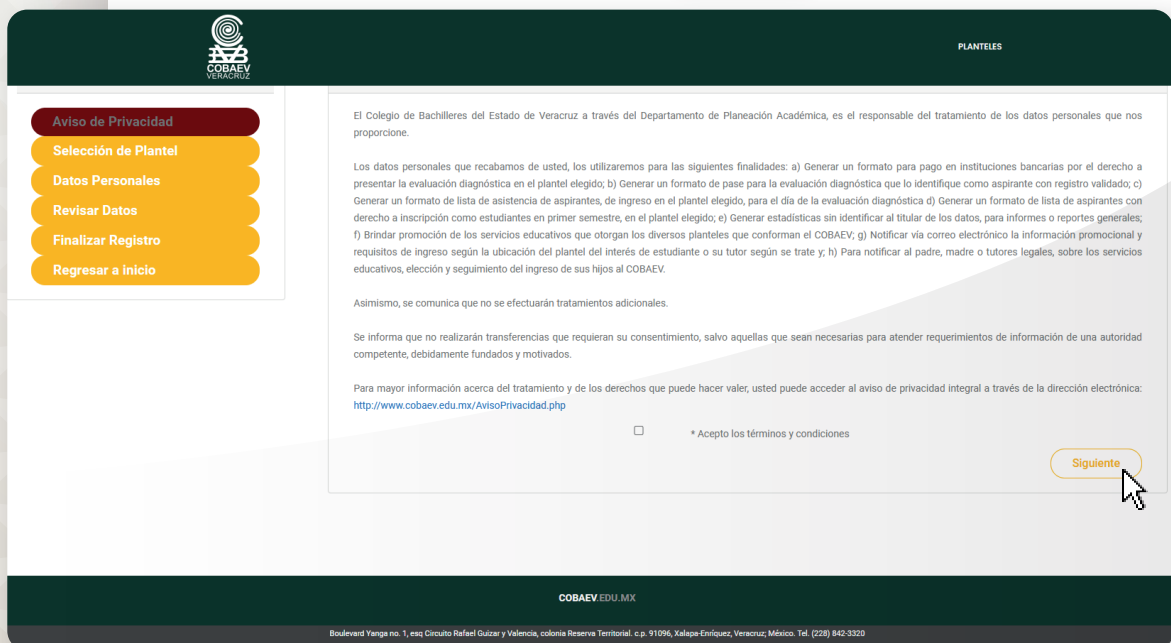 COBAEV
VERACRUZ
PLANTELES
Aviso de Privacidad
Selección de Plantel
Datos Personales
Revisar Datos
Finalizar Registro
Regresar a inicio
El Colegio de Bachilleres del Estado de Veracruz a través del Departamento de Planeación Académica, es el responsable del tratamiento de los datos personales que nos
proporcione.
Los datos personales que recabamos de usted, los utilizaremos para las siguientes finalidades: a) Generar un formato para pago en instituciones bancarias por el derecho a
presentar la evaluación diagnóstica en el plantel elegido; b) Generar un formato de pase para la evaluación diagnóstica que lo identifique como aspirante con registro validado; c)
Generar un formato de lista de asistencia de aspirantes, de ingreso en el plantel elegido, para el día de la evaluación diagnóstica d) Generar un formato de lista de aspirantes con
derecho a inscripción como estudiantes en primer semestre, en el plantel elegido; e) Generar estadísticas sin identificar al titular de los datos, para informes o reportes generales;
f) Brindar promoción de los servicios educativos que otorgan los diversos planteles que conforman el COBAEV; g) Notificar vía correo electrónico la información promocional y
requisitos de ingreso según la ubicación del plantel del interés de estudiante o su tutor según se trate y; h) Para notificar al padre, madre o tutores legales, sobre los servicios
educativos, elección y seguimiento del ingreso de sus hijos al COBAEV.
Asimismo, se comunica que no se efectuarán tratamientos adicionales.
Se informa que no realizarán transferencias que requieran su consentimiento, salvo aquellas que sean necesarias para atender requerimientos de información de una autoridad
competente, debidamente fundados y motivados.
Para mayor información acerca del tratamiento y de los derechos que puede hacer valer, usted puede acceder al aviso de privacidad integral a través de la dirección electrónica:
http://www.cobaev.edu.mx/AvisoPrivacidad.php
* Acepto los términos y condiciones
Siguiente
COBAEV.EDU.MX
Boulevard Yanga no. 1, esq Circuito Rafael Guizar y Valencia, colonia Reserva Territorial. c.p. 91096, Xalapa-Enríquez, Veracruz; México. Tel. (228) 842-3320